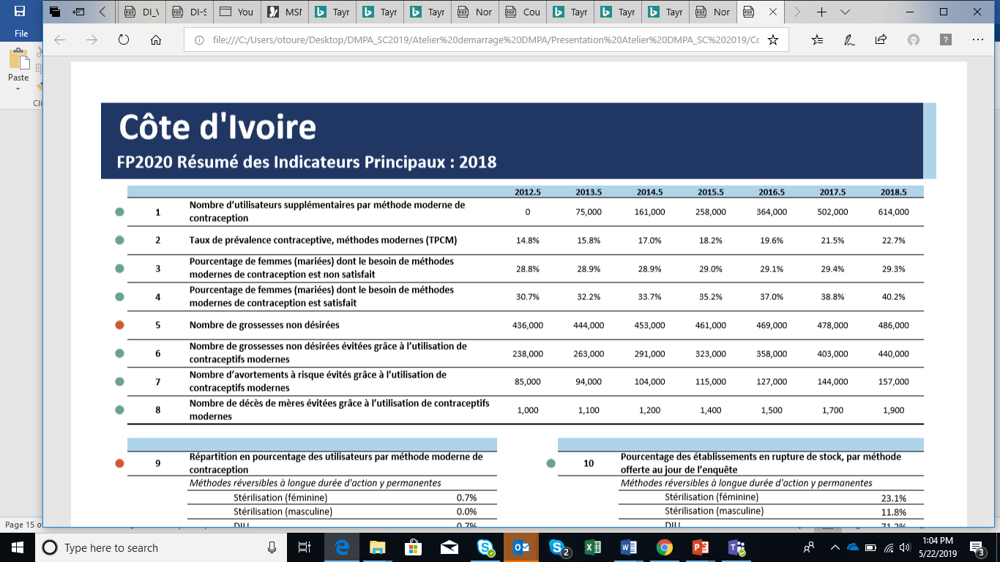 DI_\
DI-S
You
MSI
Tayr
Tayr
Tayr
Nor
Cou
Tayr
Tayr
Tayr
Nor
File
file:///C:/Users/otoure/Desktop/DMPA_SC2019/Atelier%20demarrage%20DMPA/Presentation%20Atelier%20DMPA_SC%202019/Cc
Paste
Cli
Côte d'Ivoire
FP2020 Résumé des Indicateurs Principaux : 2018
2012.5 2013.5 2014.5 2015.5 2016.5 2017.5 2018.5
Nombre d’utilisateurs supplémentaires par méthode moderne de
1 contraception 0 75,000 161,000 258,000 364,000 502,000 614,000
2 Taux de prévalence contraceptive, méthodes modernes (TPCM) 14.8% 15.8% 17.0% 18.2% 19.6% 21.5% 22.7%
Pourcentage de femmes (mariées) dont le besoin de méthodes
3 modernes de contraception est non satisfait 28.8% 28.9% 28.9% 29.0% 29.1% 29.4% 29.3%
Pourcentage de femmes (mariées) dont le besoin de méthodes
4 modernes de contraception est satisfait 30.7% 32.2% 33.7% 35.2% 37.0% 38.8% 40.2%
5 Nombre de grossesses non désirées 436,000 444,000 453,000 461,000 469,000 478,000 486,000
Nombre de grossesses non désirées évitées grâce à l’utilisation de
6 contraceptifs modernes 238,000 263,000 291,000 323,000 358,000 403,000 440,000
Nombre d’avortements à risque évités grâce à l’utilisation de
7 contraceptifs modernes 85,000 94,000 104,000 115,000 127,000 144,000 157,000
Nombre de décès de mères évitées grâce à l’utilisation de contraceptifs
8 modernes 1,000 1,100 1,200 1,400 1,500 1,700 1,900
9 Répartition en pourcentage des utilisateurs par méthode moderne de
contraception
Méthodes réversibles à longue durée d'action y permanentes
Stérilisation (féminine) 0.7%
Stérilisation (masculine) 0.0%
DIU 0.7%
10 Pourcentage des établissements en rupture de stock, par méthode
offerte au jour de l’enquête
Méthodes réversibles à longue durée d'action y permanentes
Stérilisation (féminine) 23.1%
Stérilisation (masculine) 11.8%
DIU 71.2%
Page 15 o
Type here to search
2
1:04 PM
5/22/2019
3